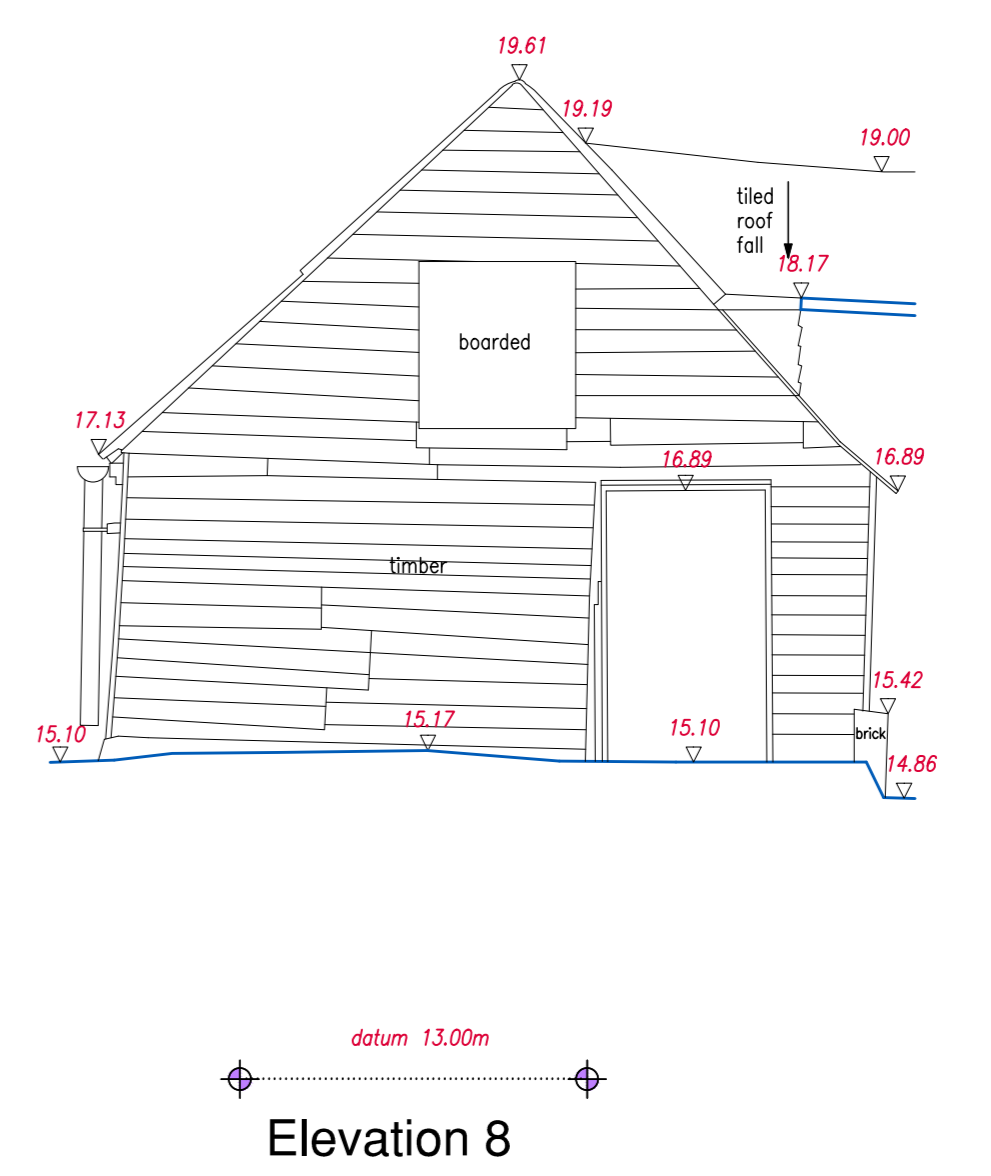 19.61
19.19
19.00
tiled
roof
fall
18.17
boarded
17.13
16.89
16.89
timber
15.42
15.17
15.10
15.10
brick
14.86
datum 13.00m
Elevation 8